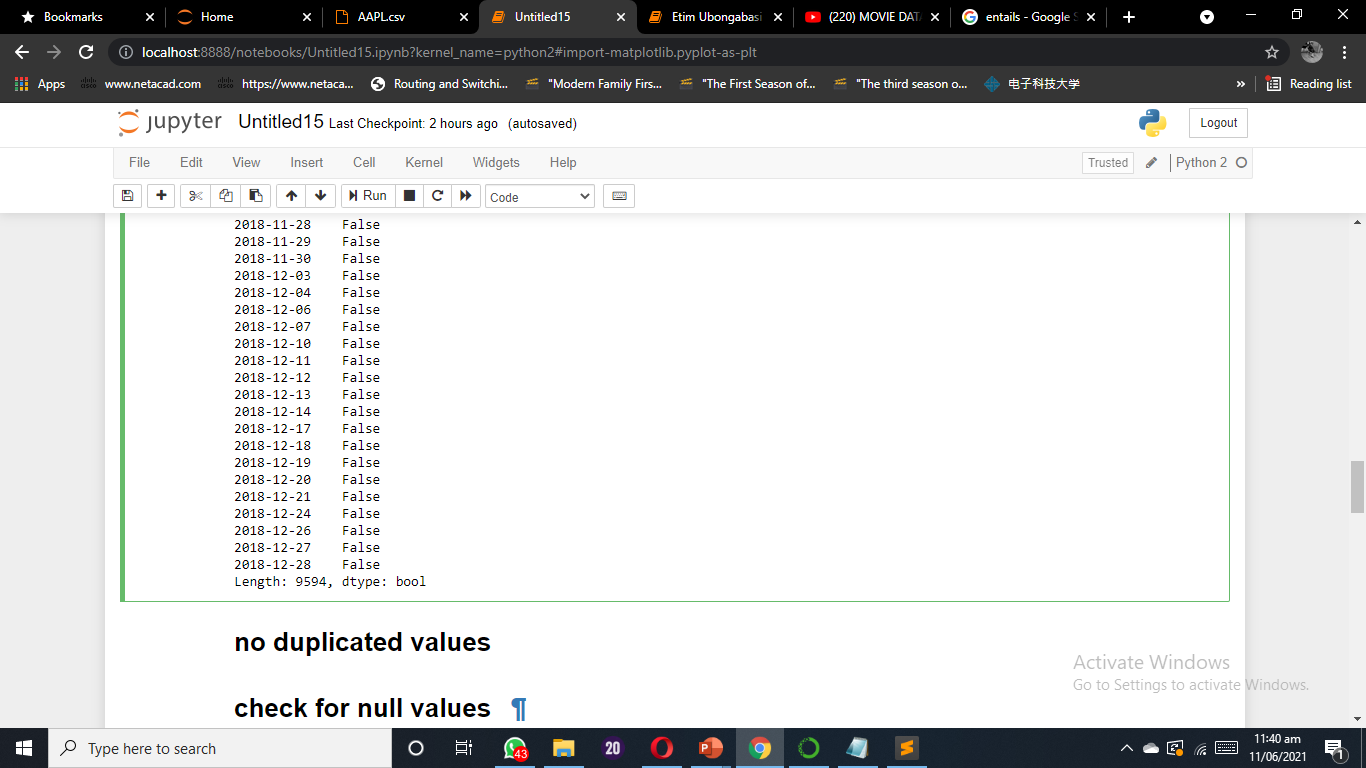 Bookmarks
Home
AAPL.csv
Untitled15
Etim Ubongabasi
(220) MOVIE DATA
entails - Google S
localhost:8888/notebooks/Untitled15.ipynb?kernel_name=python2#import-matplotlib.pyplot-as-plt
Apps
www.netacad.com
https://www.netaca...
Routing and Switchi...
"Modern Family Firs...
"The First Season of...
"The third season o...
电子科技大学
»
Reading list
jupyter Untitled15 Last Checkpoint: 2 hours ago (autosaved)
Logout
File Edit View Insert Cell Kernel Widgets Help
Trusted
Python 2
Run
Code
2018-11-28 False
2018-11-29 False
2018-11-30 False
2018-12-03 False
2018-12-04 False
2018-12-06 False
2018-12-07 False
2018-12-10 False
2018-12-11 False
2018-12-12 False
2018-12-13 False
2018-12-14 False
2018-12-17 False
2018-12-18 False
2018-12-19 False
2018-12-20 False
2018-12-21 False
2018-12-24 False
2018-12-26 False
2018-12-27 False
2018-12-28 False
Length: 9594, dtype: bool
no duplicated values
check for null values ¶
Activate Windows
Go to Settings to activate Windows.
Type here to search
43
20
11:40 am
11/06/2021
1